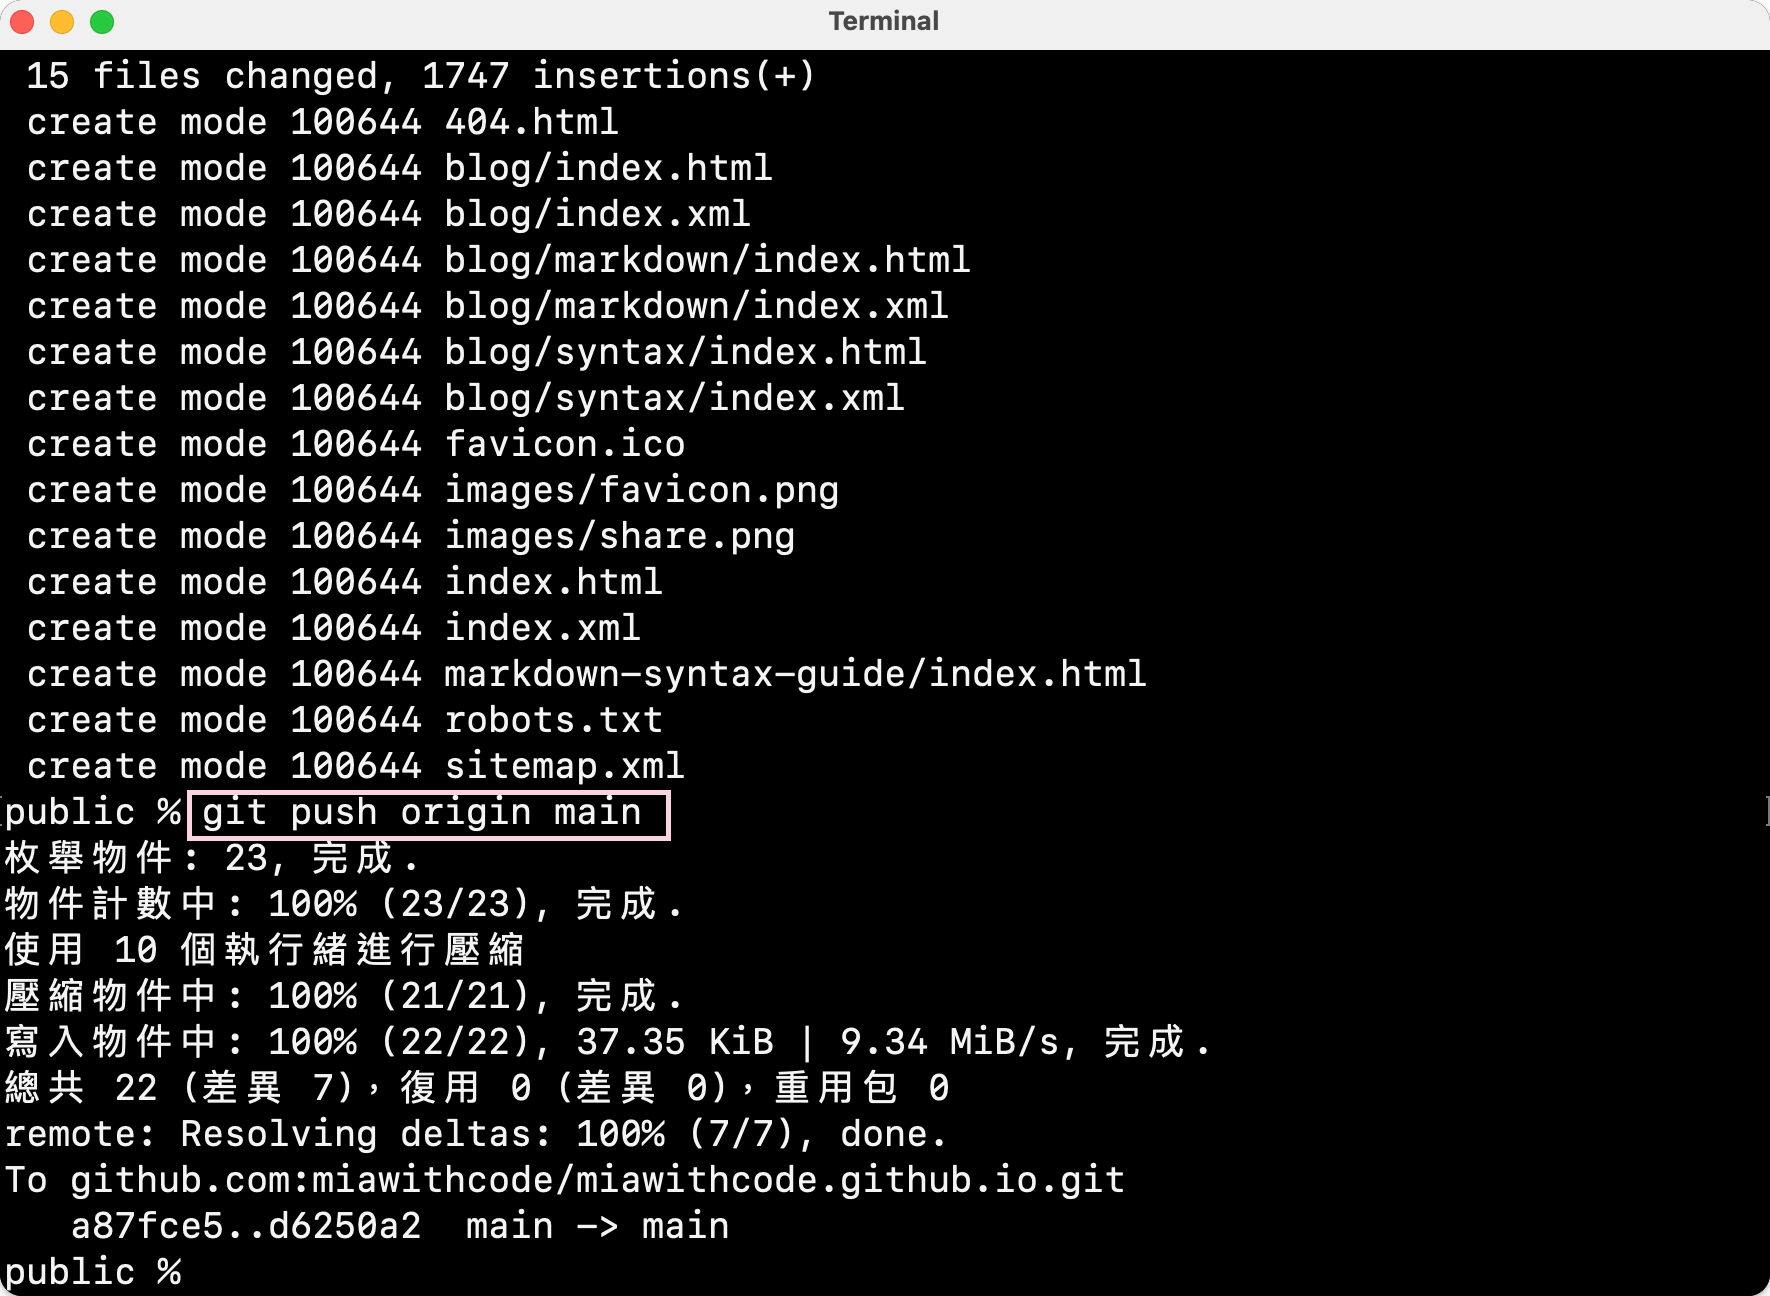 Terminal
15 files changed, 1747 insertions(+)
create mode 100644 404.html
create mode 100644 blog/index.html
create mode 100644 blog/index.xml
create mode 100644 blog/markdown/index.html
create mode 100644 blog/markdown/index.xml
create mode 100644 blog/syntax/index.html
create mode 100644 blog/syntax/index.xml
create mode 100644 favicon.ico
create mode 100644 images/favicon.png
create mode 100644 images/share.png
create mode 100644 index.html
create mode 100644 index.xml
create mode 100644 markdown-syntax-guide/index.html
create mode 100644 robots.txt
create mode 100644 sitemap.xml
public % git push origin main
枚舉物件: 23, 完成.
物件計數中: 100% (23/23), 完成.
使用 10 個執行緒進行壓縮
壓縮物件中: 100% (21/21), 完成.
寫入物件中: 100% (22/22), 37.35 KiB | 9.34 MiB/s, 完成.
總共 22 (差異 7)，復用 0 (差異 0)，重用包 0
remote: Resolving deltas: 100% (7/7), done.
To github.com:miawithcode/miawithcode.github.io.git
a87fce5..d6250a2  main -> main
public %